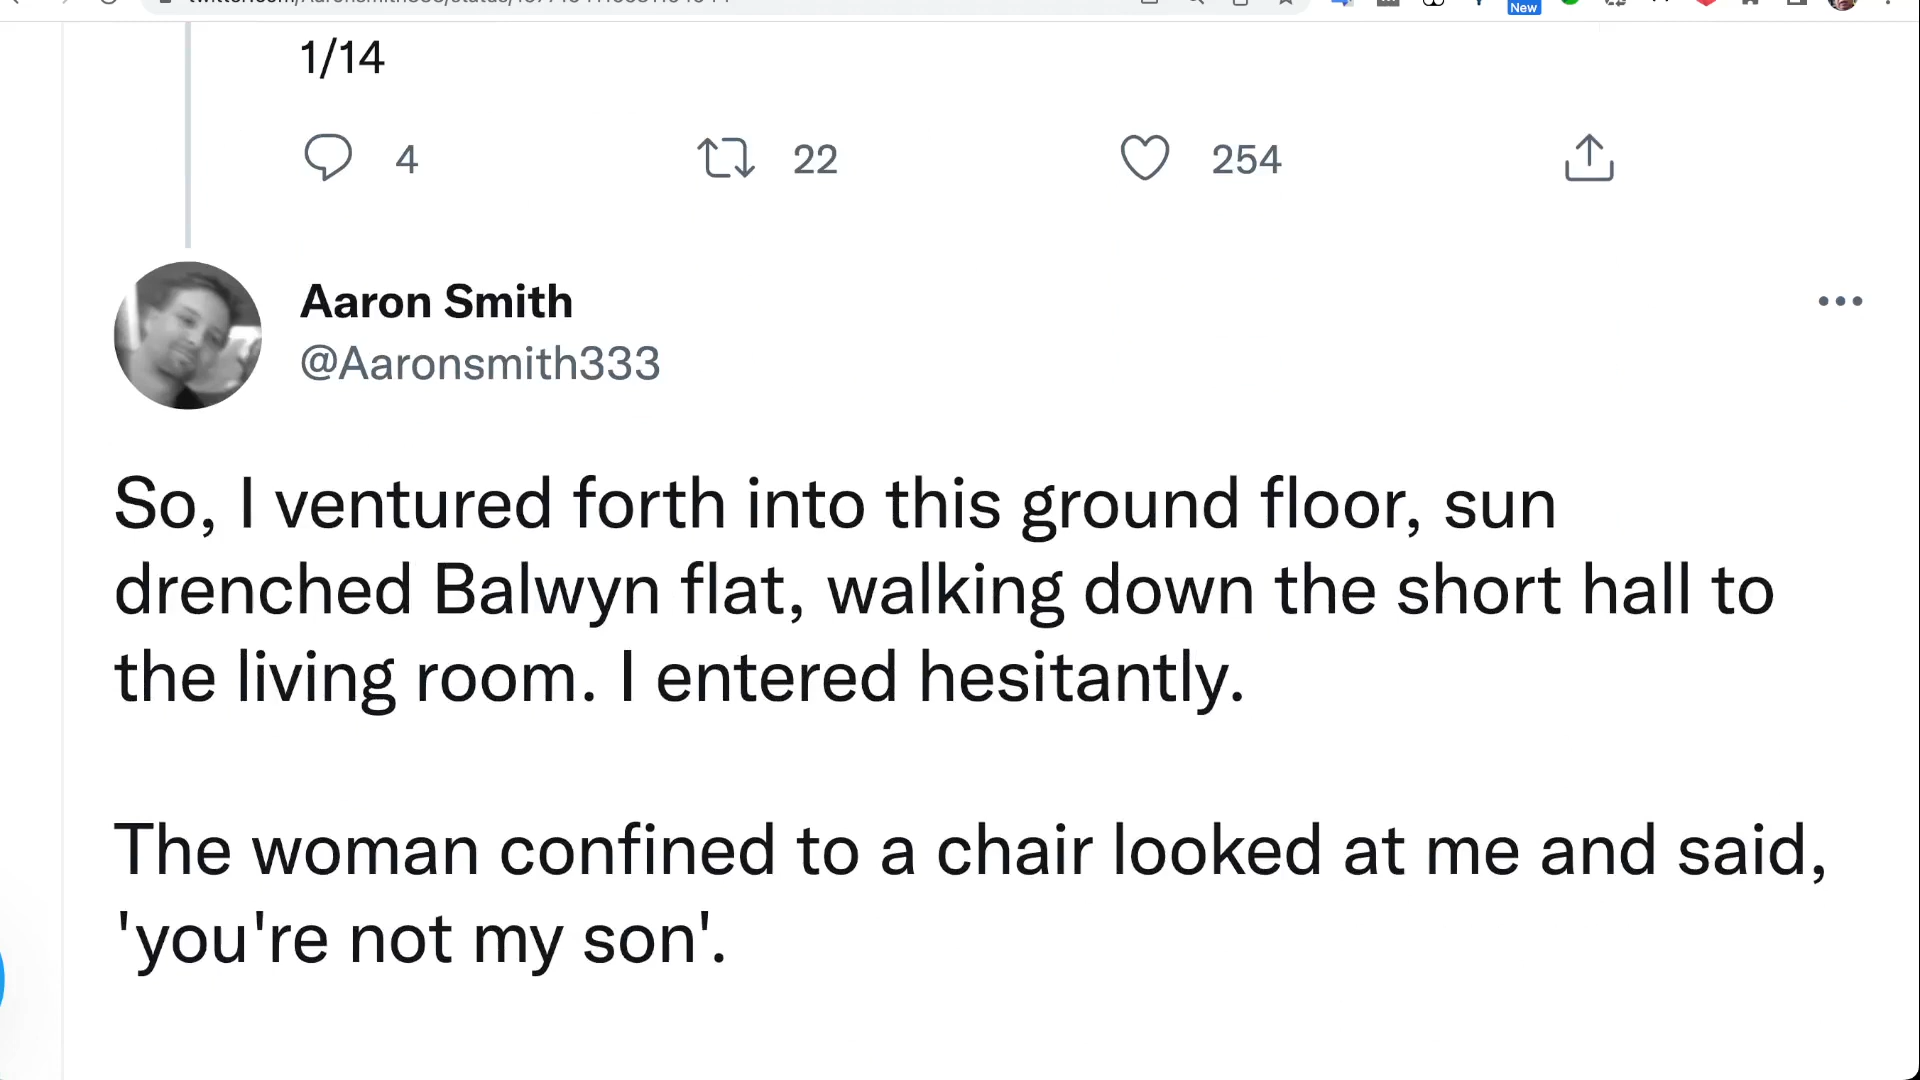 1/14
4 22 254
Aaron Smith
@Aaronsmith333
So, I ventured forth into this ground floor, sun
drenched Balwyn flat, walking down the short hall to
the living room. I entered hesitantly.
The woman confined to a chair looked at me and said,
'you're not my son'.
New